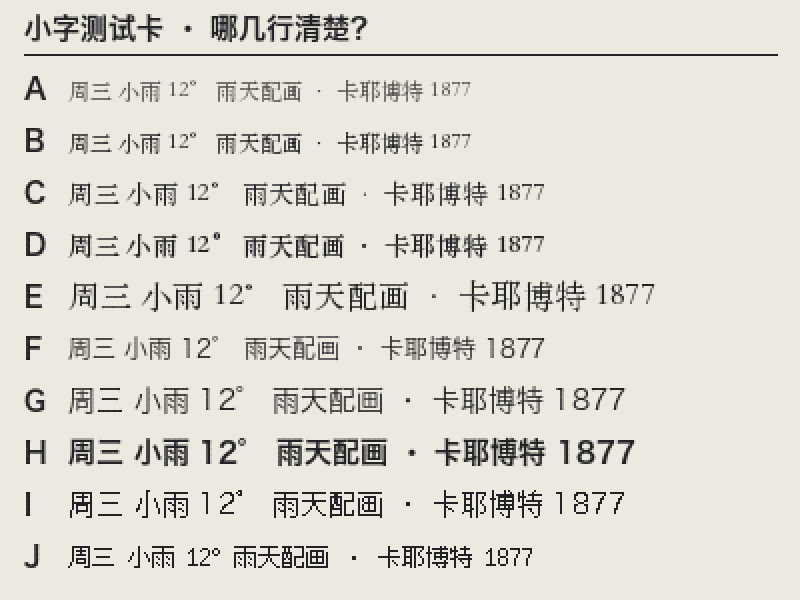 小字测试卡 · 哪几行清楚?
A 周三 小雨 12° 雨天配画 · 卡耶博特 1877
B 周三 小雨 12° 雨天配画 · 卡耶博特 1877
C 周三 小雨 12° 雨天配画 · 卡耶博特 1877
D 周三 小雨 12° 雨天配画 · 卡耶博特 1877
E 周三 小雨 12° 雨天配画 · 卡耶博特 1877
F 周三 小雨 12° 雨天配画 · 卡耶博特 1877
G 周三 小雨 12° 雨天配画 · 卡耶博特 1877
H 周三 小雨 12° 雨天配画 · 卡耶博特 1877
I 周三 小雨 12° 雨天配画 · 卡耶博特 1877
J 周三 小雨 12° 雨天配画 · 卡耶博特 1877